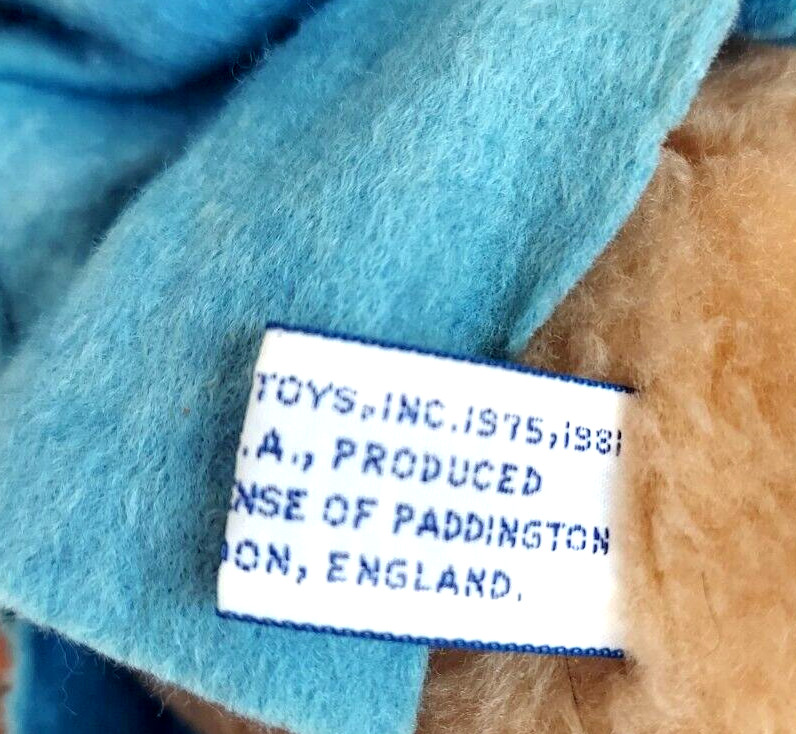 TOYS, INC. 1975, 1981
.A., PRODUCED
NSE OF PADDINGTON
ON, ENGLAND.